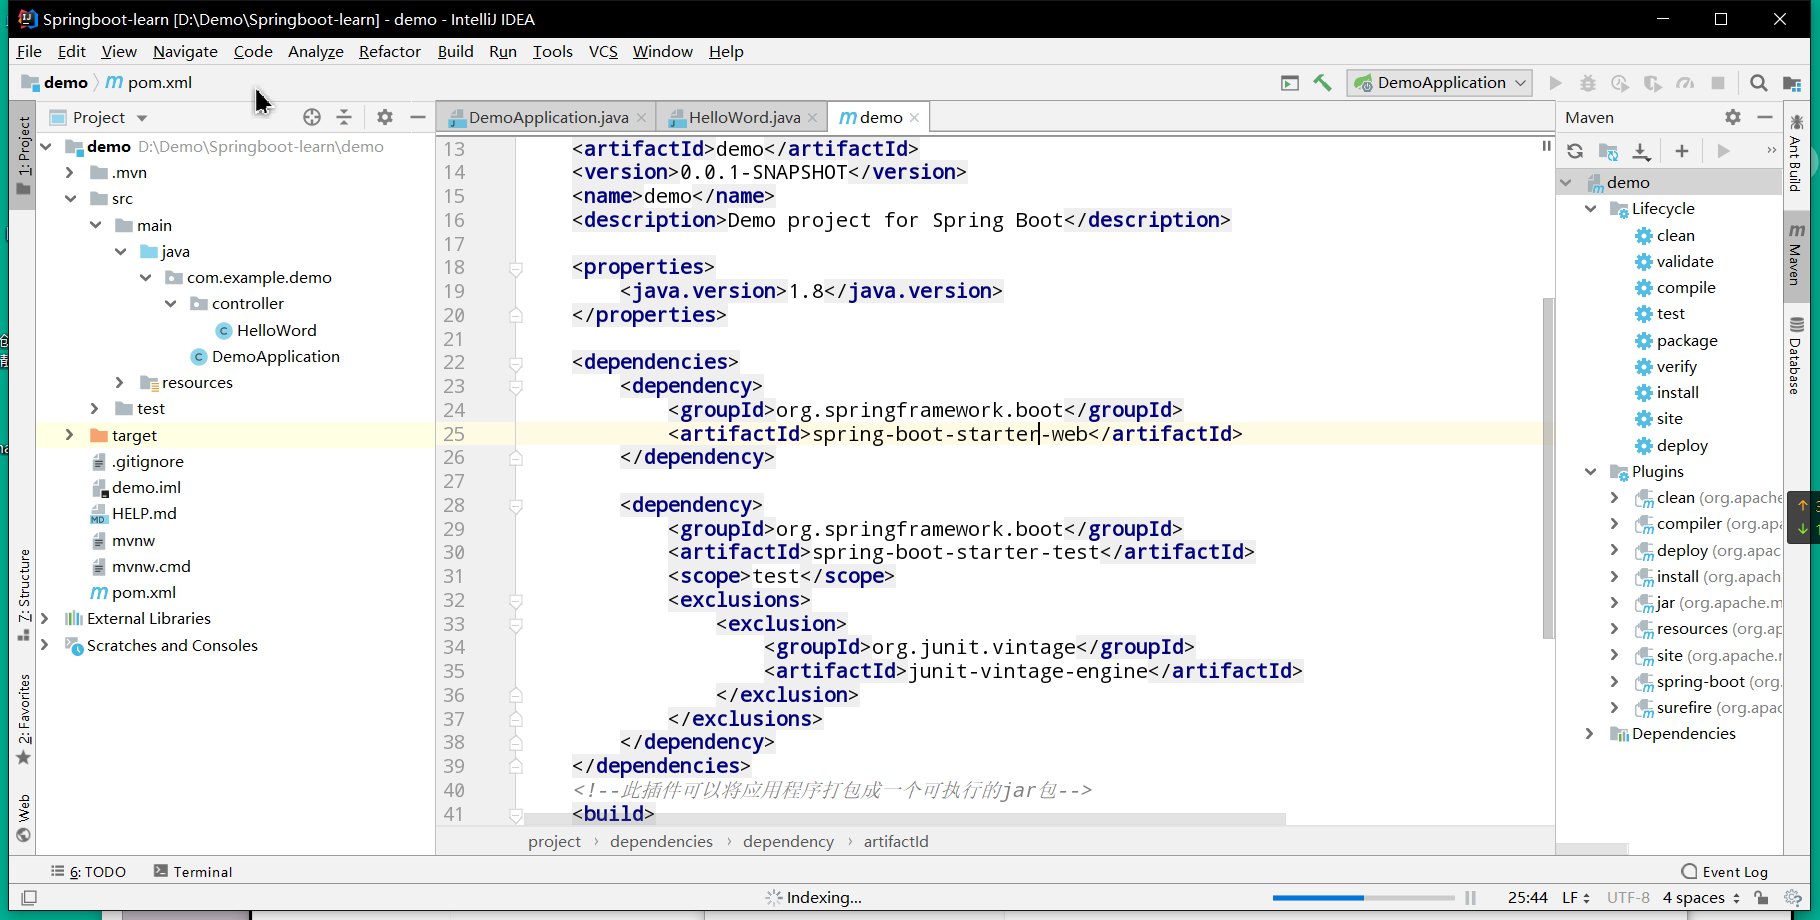 Springboot-learn [D:\Demo\Springboot-learn] - demo - IntelliJ IDEA
File Edit View Navigate Code Analyze Refactor Build Run Tools VCS Window Help
demo pom.xml
DemoApplication
1: Project
Z: Structure
2: Favorites
Web
Project
demo D:\Demo\Springboot-learn\demo
.mvn
src
main
java
com.example.demo
controller
HelloWord
DemoApplication
resources
test
target
.gitignore
demo.iml
HELP.md
mvnw
mvnw.cmd
pom.xml
External Libraries
Scratches and Consoles
DemoApplication.java HelloWord.java demo
13 <artifactId>demo</artifactId>
14 <version>0.0.1-SNAPSHOT</version>
15 <name>demo</name>
16 <description>Demo project for Spring Boot</description>
17
18 <properties>
19 <java.version>1.8</java.version>
20 </properties>
21
22 <dependencies>
23 <dependency>
24 <groupId>org.springframework.boot</groupId>
25 <artifactId>spring-boot-starter-web</artifactId>
26 </dependency>
27
28 <dependency>
29 <groupId>org.springframework.boot</groupId>
30 <artifactId>spring-boot-starter-test</artifactId>
31 <scope>test</scope>
32 <exclusions>
33 <exclusion>
34 <groupId>org.junit.vintage</groupId>
35 <artifactId>junit-vintage-engine</artifactId>
36 </exclusion>
37 </exclusions>
38 </dependency>
39 </dependencies>
40 <!--此插件可以将应用程序打包成一个可执行的jar包-->
41 <build>
project › dependencies › dependency › artifactId
Maven
demo
Lifecycle
clean
validate
compile
test
package
verify
install
site
deploy
Plugins
clean (org.apache
compiler (org.apa
deploy (org.apac
install (org.apach
jar (org.apache.m
resources (org.ap
site (org.apache.
spring-boot (org.
surefire (org.apac
Dependencies
Ant Build
Maven
Database
6: TODO Terminal
Event Log
Indexing...
25:44 LF UTF-8 4 spaces